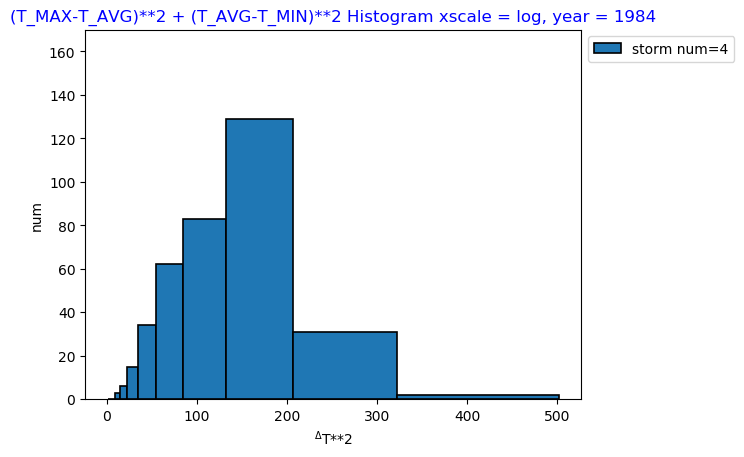 (T_MAX-T_AVG)**2 + (T_AVG-T_MIN)**2 Histogram xscale = log, year = 1984
storm num=4
160
140
120
100
80
60
40
20
0
num
0 100 200 300 400 500
ΔT**2